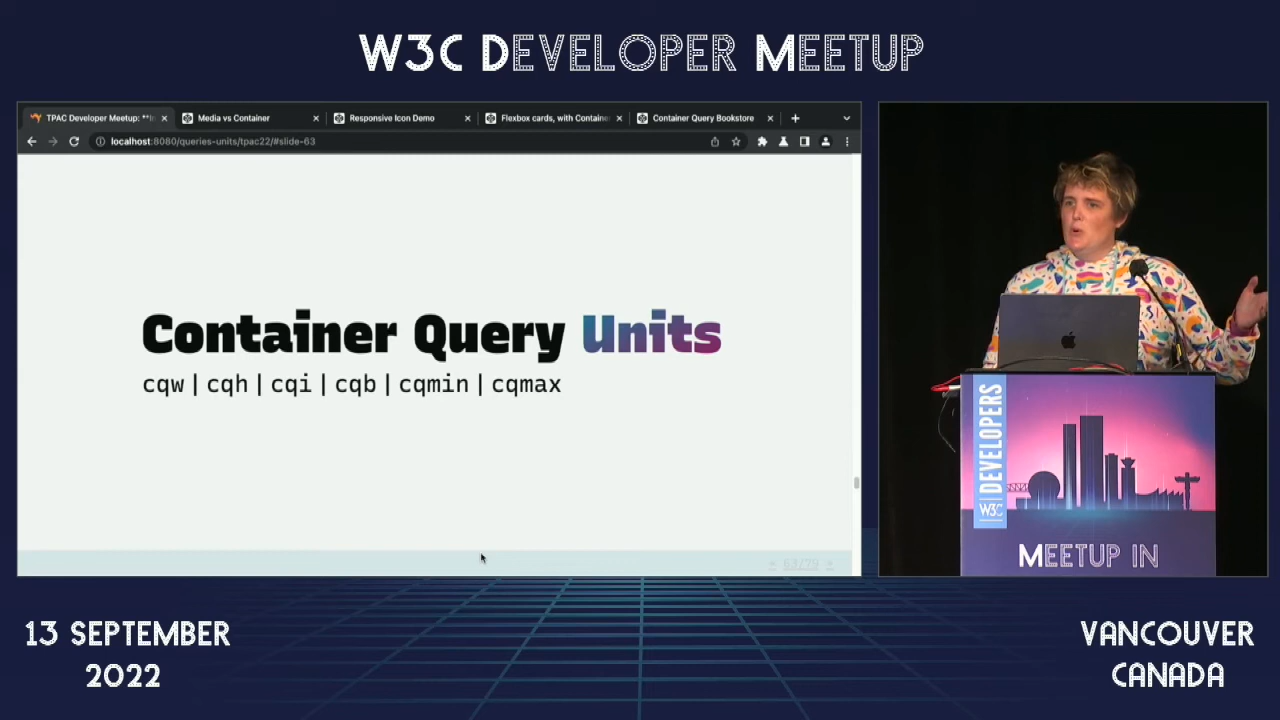 W3C DEVELOPER MEETUP
TPAC Developer Meetup: **I
Media vs Container
Responsive Icon Demo
Flexbox cards, with Containe
Container Query Bookstore
localhost:8080/queries-units/tpac22/#slide-63
Container Query Units
cqw | cqh | cqi | cqb | cqmin | cqmax
63/79
W3C DEVELOPERS
MEETUP IN
13 SEPTEMBER
2022
VANCOUVER
CANADA